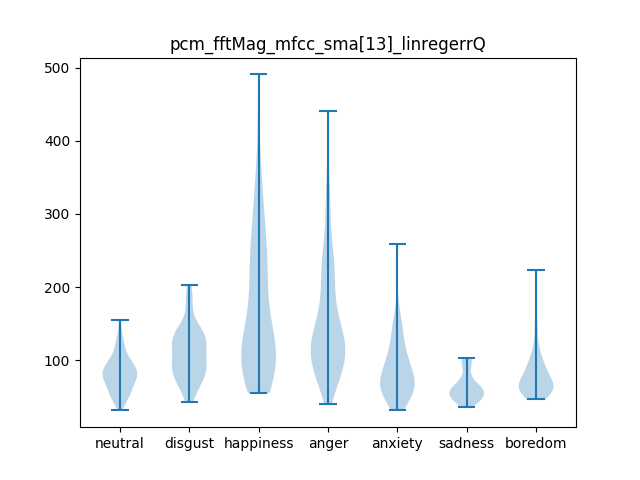 pcm_fftMag_mfcc_sma[13]_linregerrQ
500
400
300
200
100
neutral disgust happiness anger anxiety sadness boredom